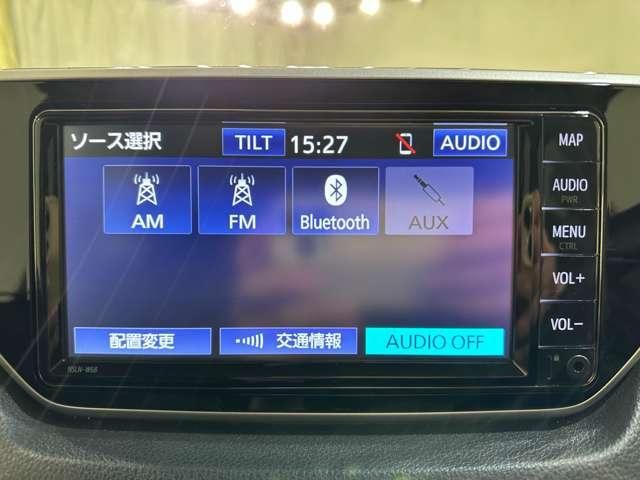 ソース選択 TILT 15:27 AUDIO
AM FM Bluetooth AUX
配置変更 交通情報 AUDIO OFF
MAP
AUDIO
PWR
MENU
CTRL
VOL+
VOL-